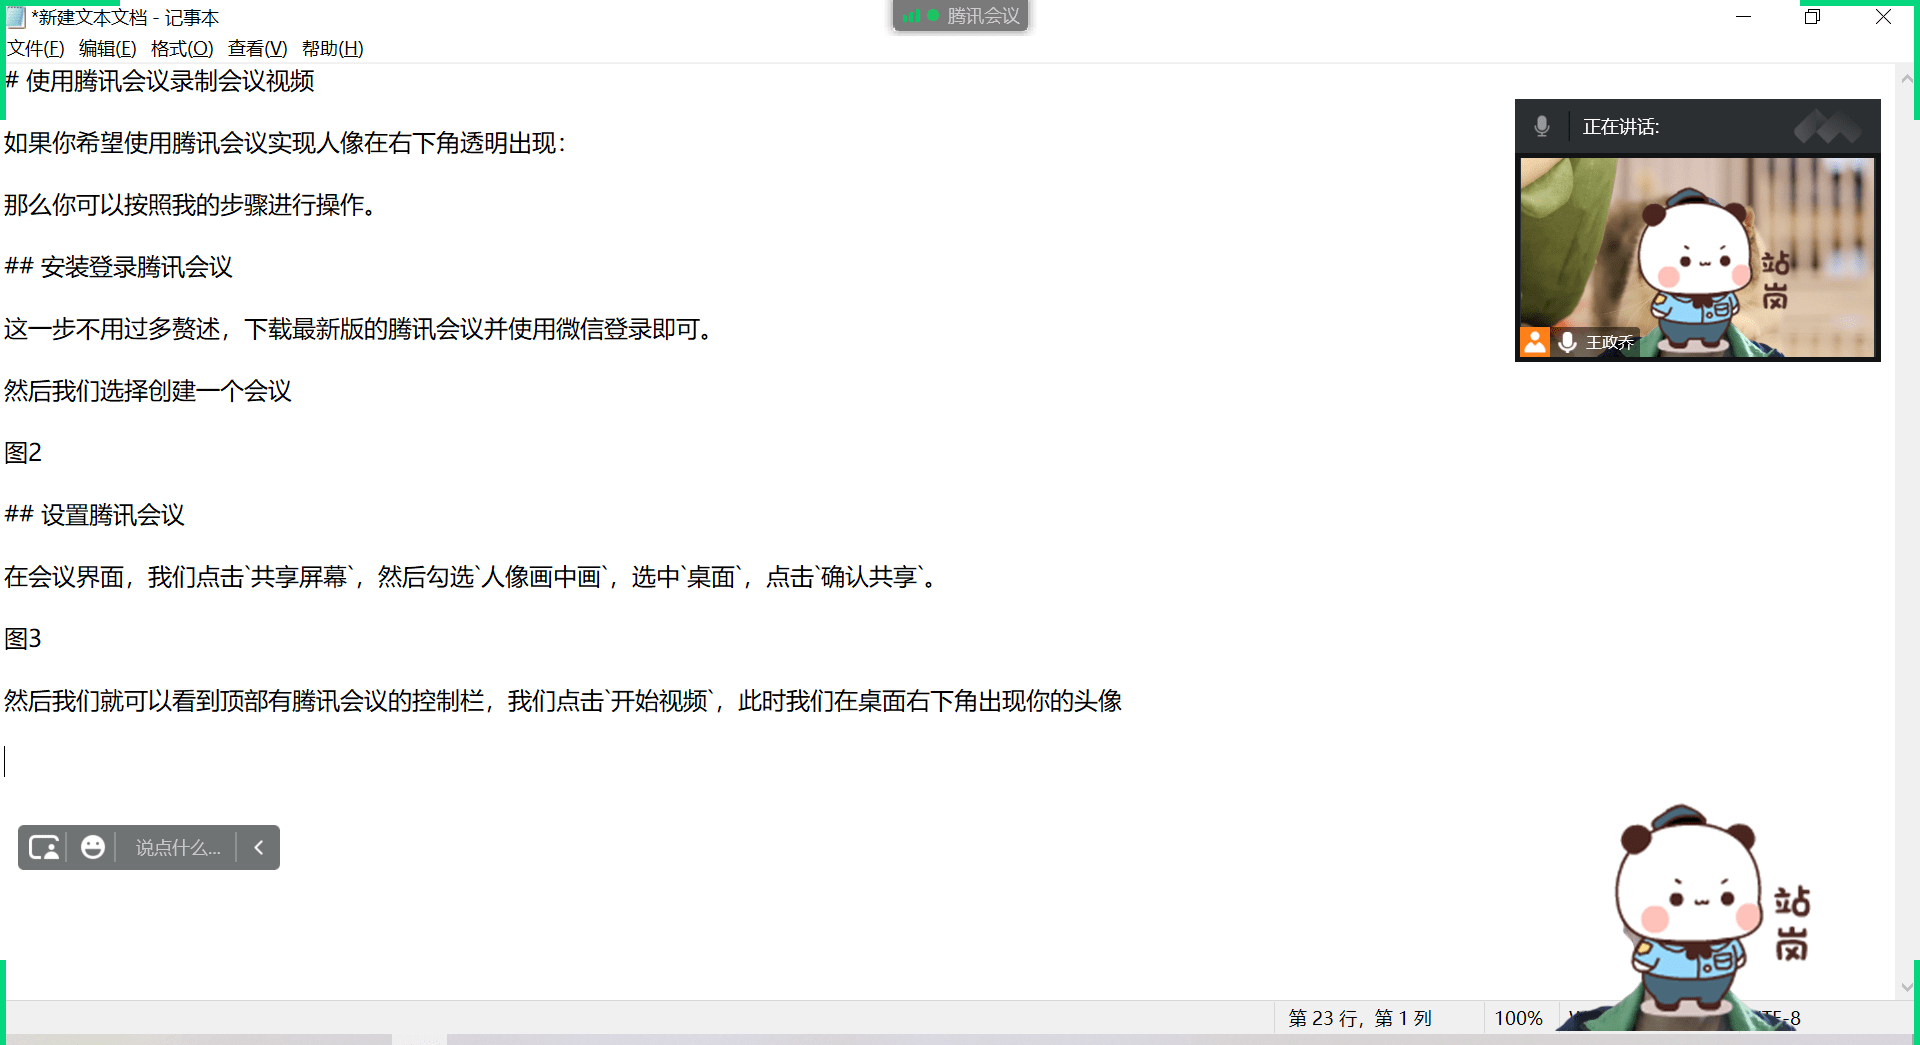 *新建文本文档 - 记事本
腾讯会议
文件(F) 编辑(E) 格式(O) 查看(V) 帮助(H)
# 使用腾讯会议录制会议视频
如果你希望使用腾讯会议实现人像在右下角透明出现：
那么你可以按照我的步骤进行操作。
## 安装登录腾讯会议
这一步不用过多赘述，下载最新版的腾讯会议并使用微信登录即可。
然后我们选择创建一个会议
图2
## 设置腾讯会议
在会议界面，我们点击`共享屏幕`，然后勾选`人像画中画`，选中`桌面`，点击`确认共享`。
图3
然后我们就可以看到顶部有腾讯会议的控制栏，我们点击`开始视频`，此时我们在桌面右下角出现你的头像
正在讲话:
站
岗
王政乔
说点什么...
站
岗
第 23 行，第 1 列
100%
TF-8